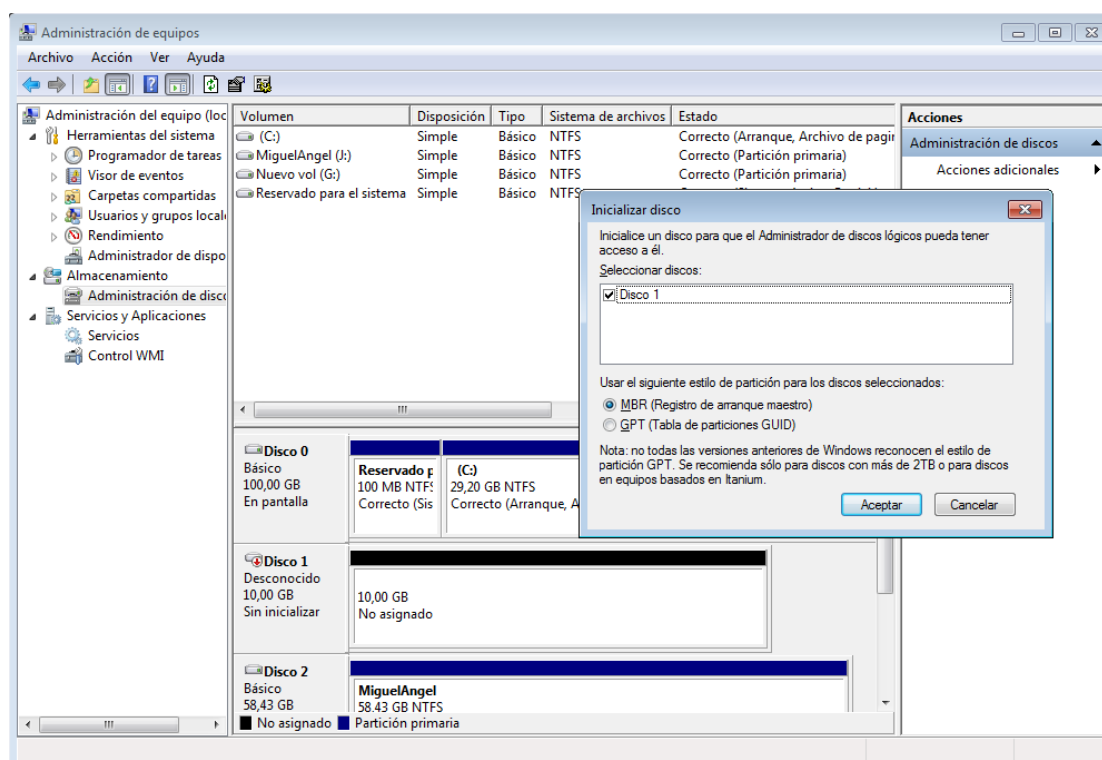 Administración de equipos
Archivo Acción Ver Ayuda
Administración del equipo (loc
Herramientas del sistema
Programador de tareas
Visor de eventos
Carpetas compartidas
Usuarios y grupos locale
Rendimiento
Administrador de dispo
Almacenamiento
Administración de disco
Servicios y Aplicaciones
Servicios
Control WMI
Volumen Disposición Tipo Sistema de archivos Estado
(C:) Simple Básico NTFS Correcto (Arranque, Archivo de pagin
MiguelAngel (J:) Simple Básico NTFS Correcto (Partición primaria)
Nuevo vol (G:) Simple Básico NTFS Correcto (Partición primaria)
Reservado para el sistema Simple Básico NTFS
Acciones
Administración de discos
Acciones adicionales
Inicializar disco
Inicialice un disco para que el Administrador de discos lógicos pueda tener
acceso a él.
Seleccionar discos:
Disco 1
Usar el siguiente estilo de partición para los discos seleccionados:
MBR (Registro de arranque maestro)
GPT (Tabla de particiones GUID)
Nota: no todas las versiones anteriores de Windows reconocen el estilo de
partición GPT. Se recomienda sólo para discos con más de 2TB o para discos
en equipos basados en Itanium.
Aceptar Cancelar
Disco 0
Básico
100,00 GB
En pantalla
Reservado p
100 MB NTFS
Correcto (Sis
(C:)
29,20 GB NTFS
Correcto (Arranque, A
Disco 1
Desconocido
10,00 GB
Sin inicializar
10,00 GB
No asignado
Disco 2
Básico
58,43 GB
MiguelAngel
58.43 GB NTFS
No asignado Partición primaria